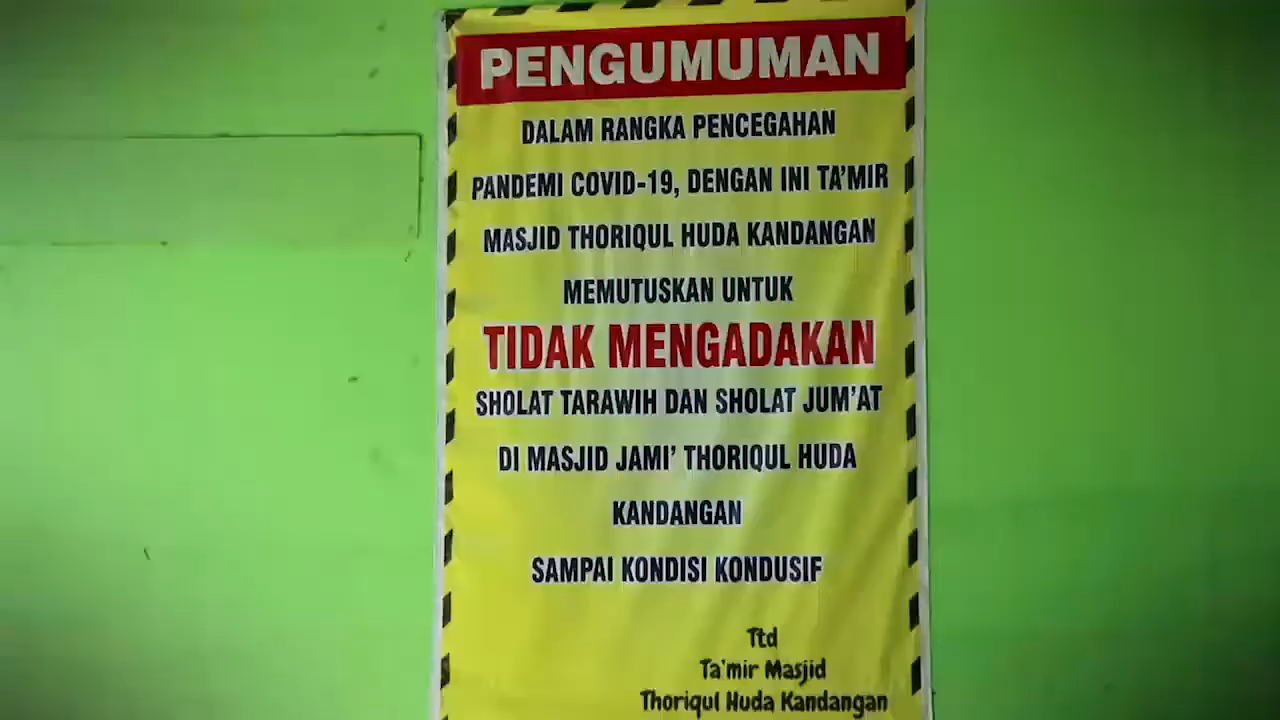 PENGUMUMAN
DALAM RANGKA PENCEGAHAN
PANDEMI COVID-19, DENGAN INI TA'MIR
MASJID THORIQUL HUDA KANDANGAN
MEMUTUSKAN UNTUK
TIDAK MENGADAKAN
SHOLAT TARAWIH DAN SHOLAT JUM'AT
DI MASJID JAMI' THORIQUL HUDA
KANDANGAN
SAMPAI KONDISI KONDUSIF
Ttd
Ta'mir Masjid
Thoriqul Huda Kandangan